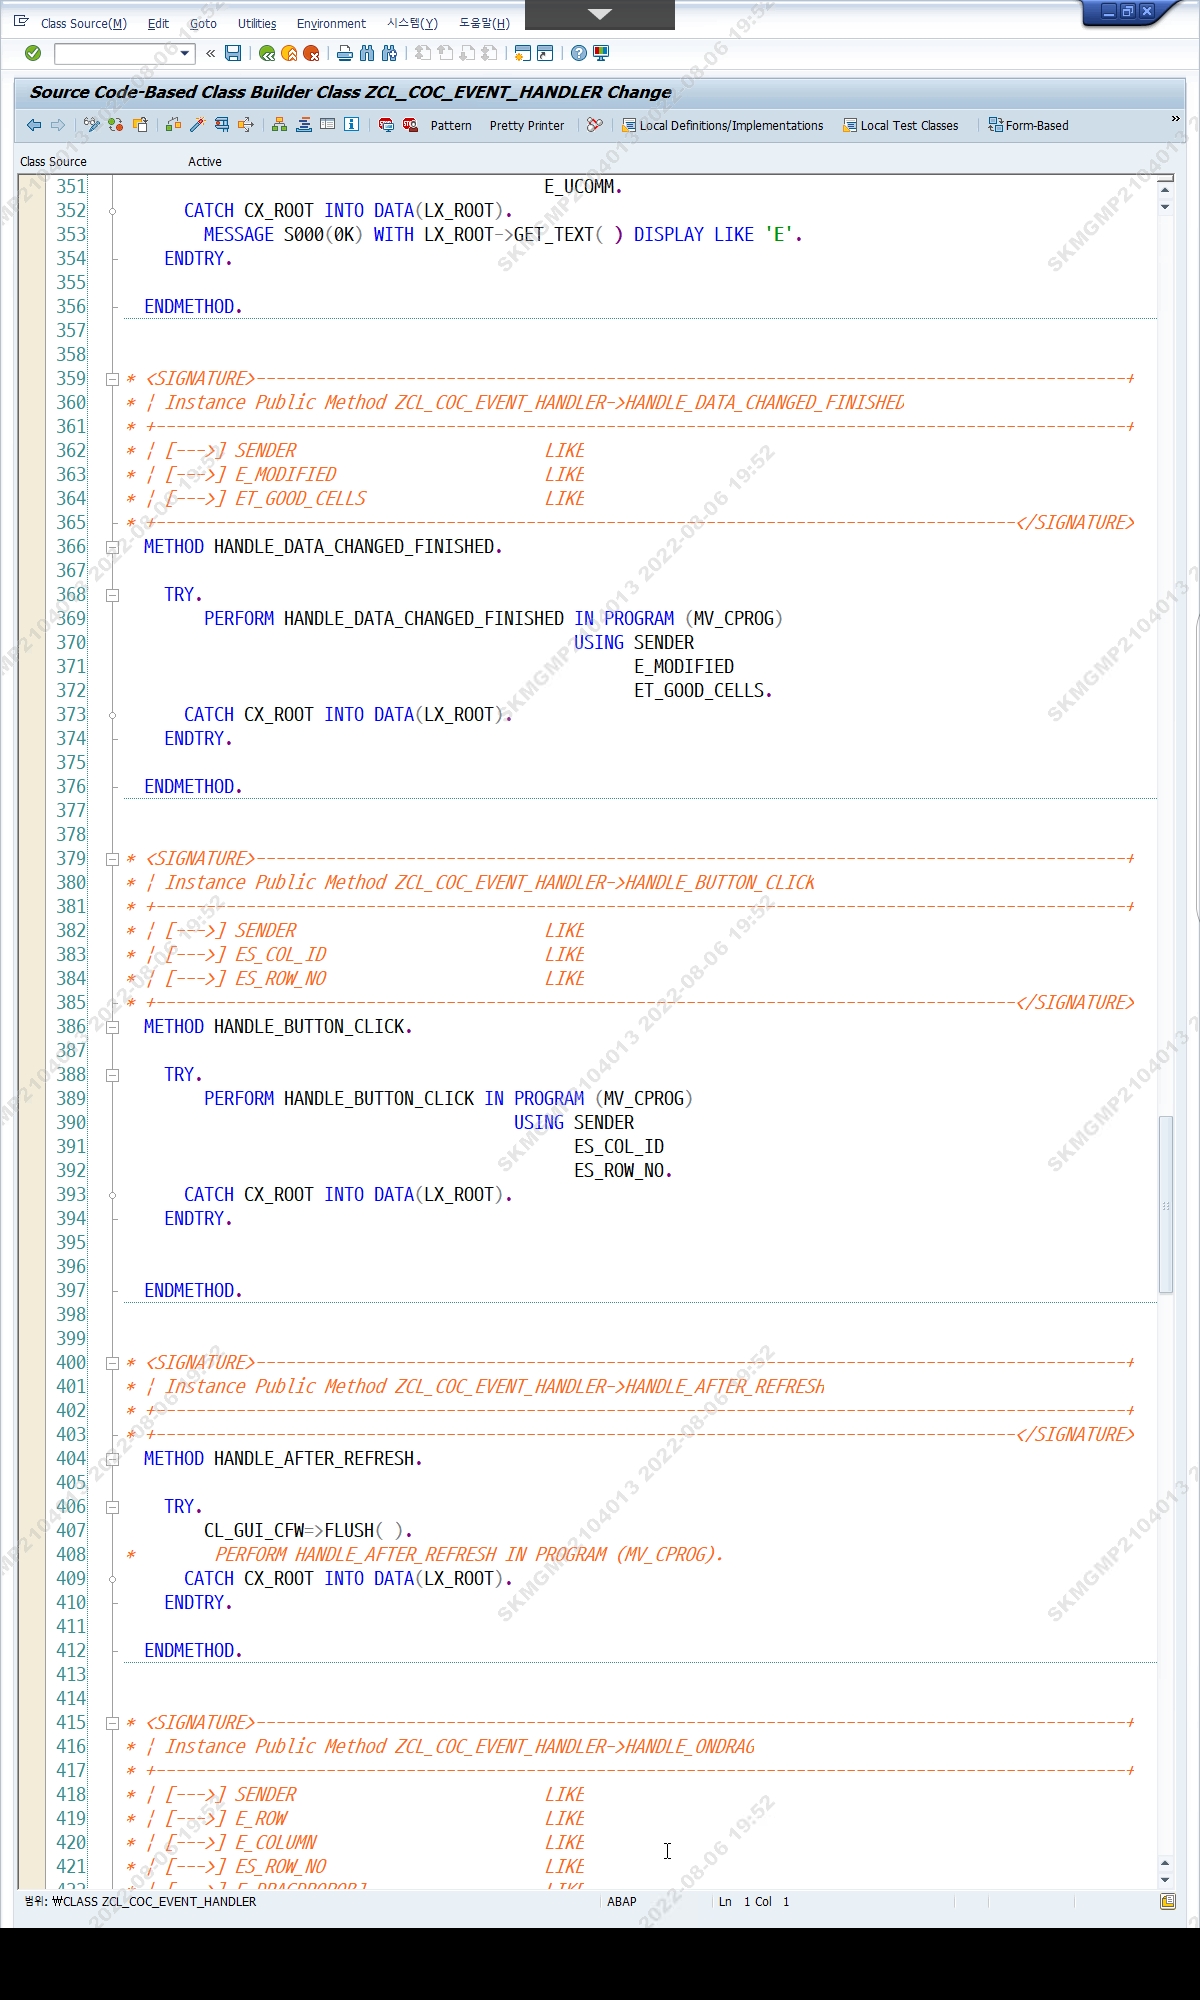 Class Source(M) Edit Goto Utilities Environment 시스템(Y) 도움말(H)
Source Code-Based Class Builder Class ZCL_COC_EVENT_HANDLER Change
Pattern Pretty Printer Local Definitions/Implementations Local Test Classes Form-Based
Class Source Active
351 E_UCOMM.
352 CATCH CX_ROOT INTO DATA(LX_ROOT).
353 MESSAGE S000(0K) WITH LX_ROOT->GET_TEXT( ) DISPLAY LIKE 'E'.
354 ENDTRY.
355
356 ENDMETHOD.
357
358
359 * <SIGNATURE>---------------------------------------------------------------------------------------+
360 * | Instance Public Method ZCL_COC_EVENT_HANDLER->HANDLE_DATA_CHANGED_FINISHED
361 * +-------------------------------------------------------------------------------------------------+
362 * | [--->] SENDER LIKE
363 * | [--->] E_MODIFIED LIKE
364 * | [--->] ET_GOOD_CELLS LIKE
365 * +--------------------------------------------------------------------------------------</SIGNATURE>
366 METHOD HANDLE_DATA_CHANGED_FINISHED.
367
368 TRY.
369 PERFORM HANDLE_DATA_CHANGED_FINISHED IN PROGRAM (MV_CPROG)
370 USING SENDER
371 E_MODIFIED
372 ET_GOOD_CELLS.
373 CATCH CX_ROOT INTO DATA(LX_ROOT).
374 ENDTRY.
375
376 ENDMETHOD.
377
378
379 * <SIGNATURE>---------------------------------------------------------------------------------------+
380 * | Instance Public Method ZCL_COC_EVENT_HANDLER->HANDLE_BUTTON_CLICK
381 * +-------------------------------------------------------------------------------------------------+
382 * | [--->] SENDER LIKE
383 * | [--->] ES_COL_ID LIKE
384 * | [--->] ES_ROW_NO LIKE
385 * +--------------------------------------------------------------------------------------</SIGNATURE>
386 METHOD HANDLE_BUTTON_CLICK.
387
388 TRY.
389 PERFORM HANDLE_BUTTON_CLICK IN PROGRAM (MV_CPROG)
390 USING SENDER
391 ES_COL_ID
392 ES_ROW_NO.
393 CATCH CX_ROOT INTO DATA(LX_ROOT).
394 ENDTRY.
395
396
397 ENDMETHOD.
398
399
400 * <SIGNATURE>---------------------------------------------------------------------------------------+
401 * | Instance Public Method ZCL_COC_EVENT_HANDLER->HANDLE_AFTER_REFRESH
402 * +-------------------------------------------------------------------------------------------------+
403 * +--------------------------------------------------------------------------------------</SIGNATURE>
404 METHOD HANDLE_AFTER_REFRESH.
405
406 TRY.
407 CL_GUI_CFW=>FLUSH( ).
408 * PERFORM HANDLE_AFTER_REFRESH IN PROGRAM (MV_CPROG).
409 CATCH CX_ROOT INTO DATA(LX_ROOT).
410 ENDTRY.
411
412 ENDMETHOD.
413
414
415 * <SIGNATURE>---------------------------------------------------------------------------------------+
416 * | Instance Public Method ZCL_COC_EVENT_HANDLER->HANDLE_ONDRAG
417 * +-------------------------------------------------------------------------------------------------+
418 * | [--->] SENDER LIKE
419 * | [--->] E_ROW LIKE
420 * | [--->] E_COLUMN LIKE
421 * | [--->] ES_ROW_NO LIKE
범위: ₩CLASS ZCL_COC_EVENT_HANDLER ABAP Ln 1 Col 1
SKMGMP2104013 2022-08-06 19:52